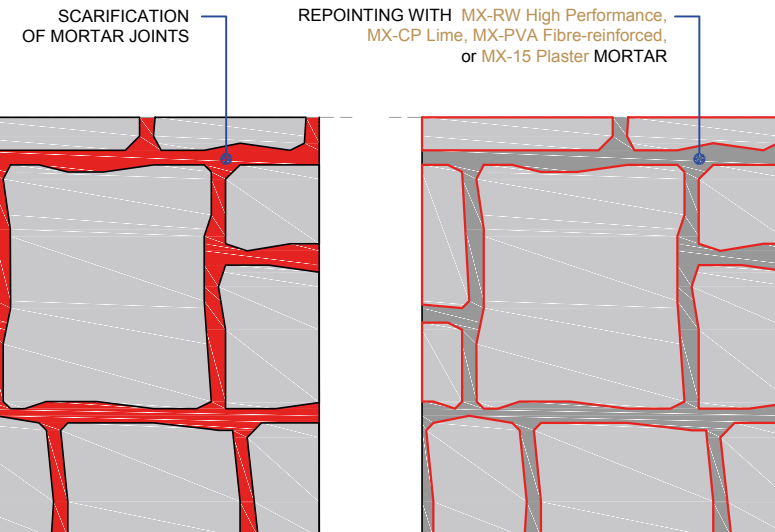 SCARIFICATION
OF MORTAR JOINTS
REPOINTING WITH MX-RW High Performance,
MX-CP Lime, MX-PVA Fibre-reinforced,
or MX-15 Plaster MORTAR